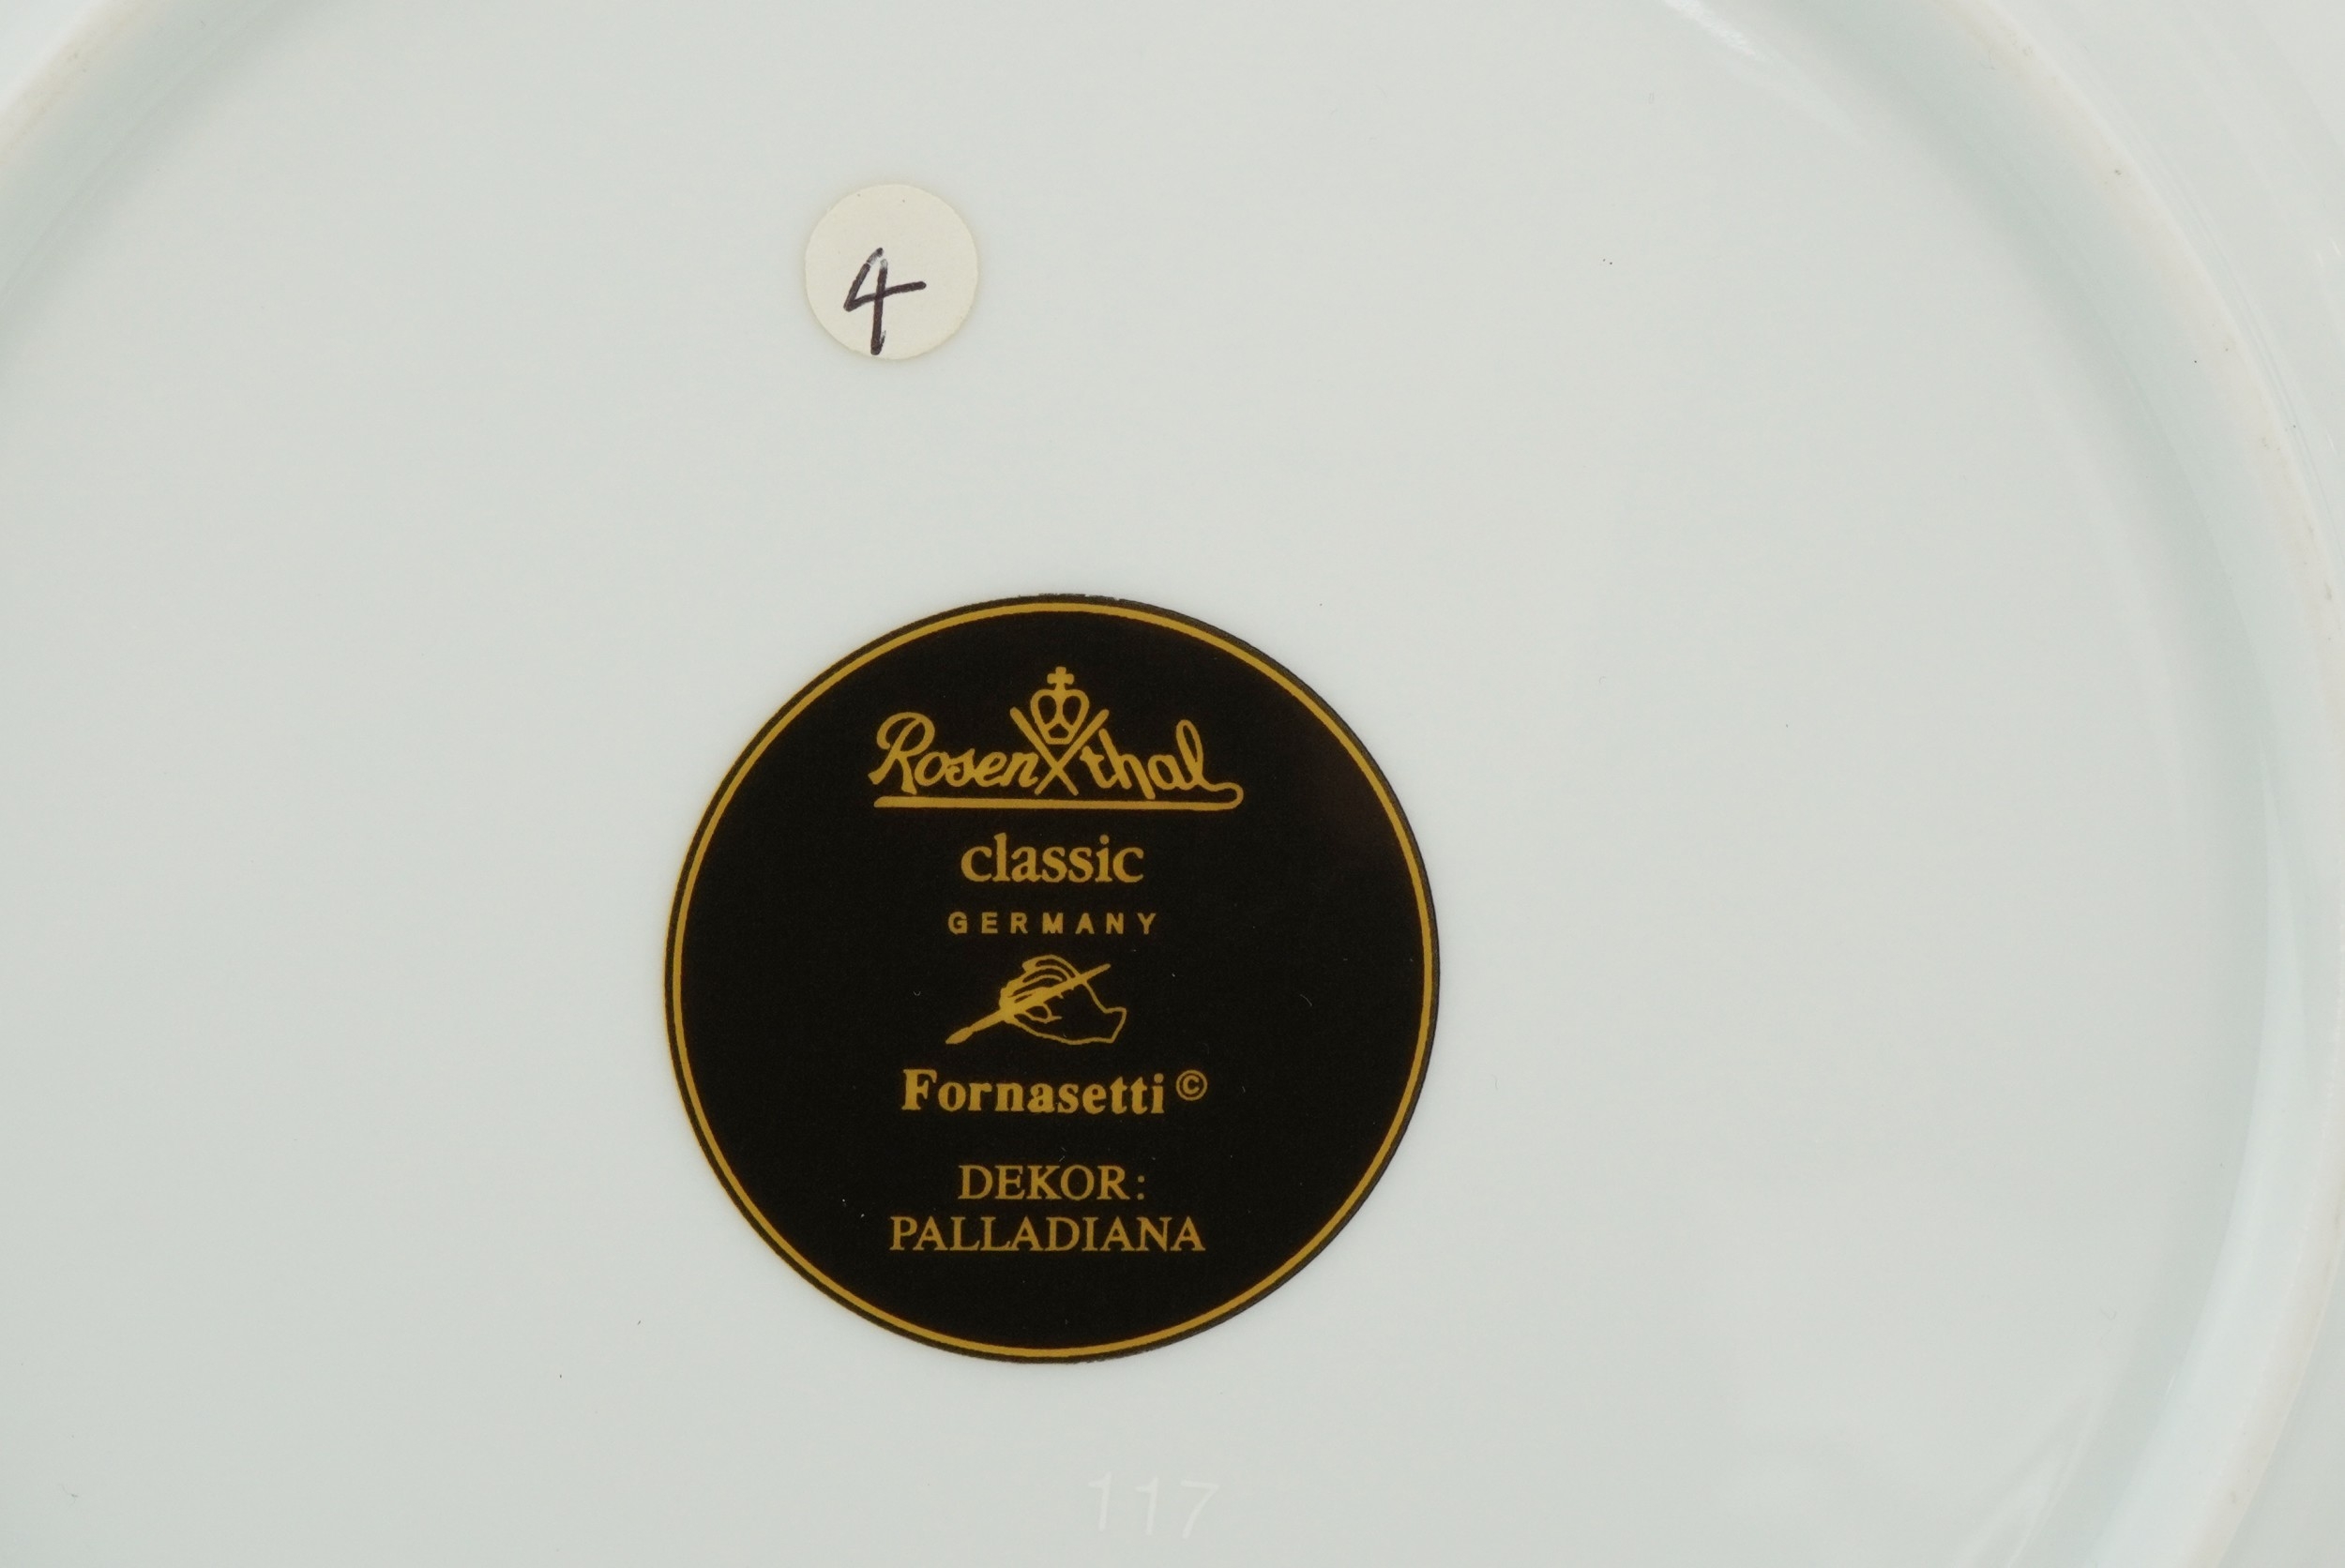 4
Rosenthal
classic
GERMANY
Fornasetti©
DEKOR:
PALLADIANA
117